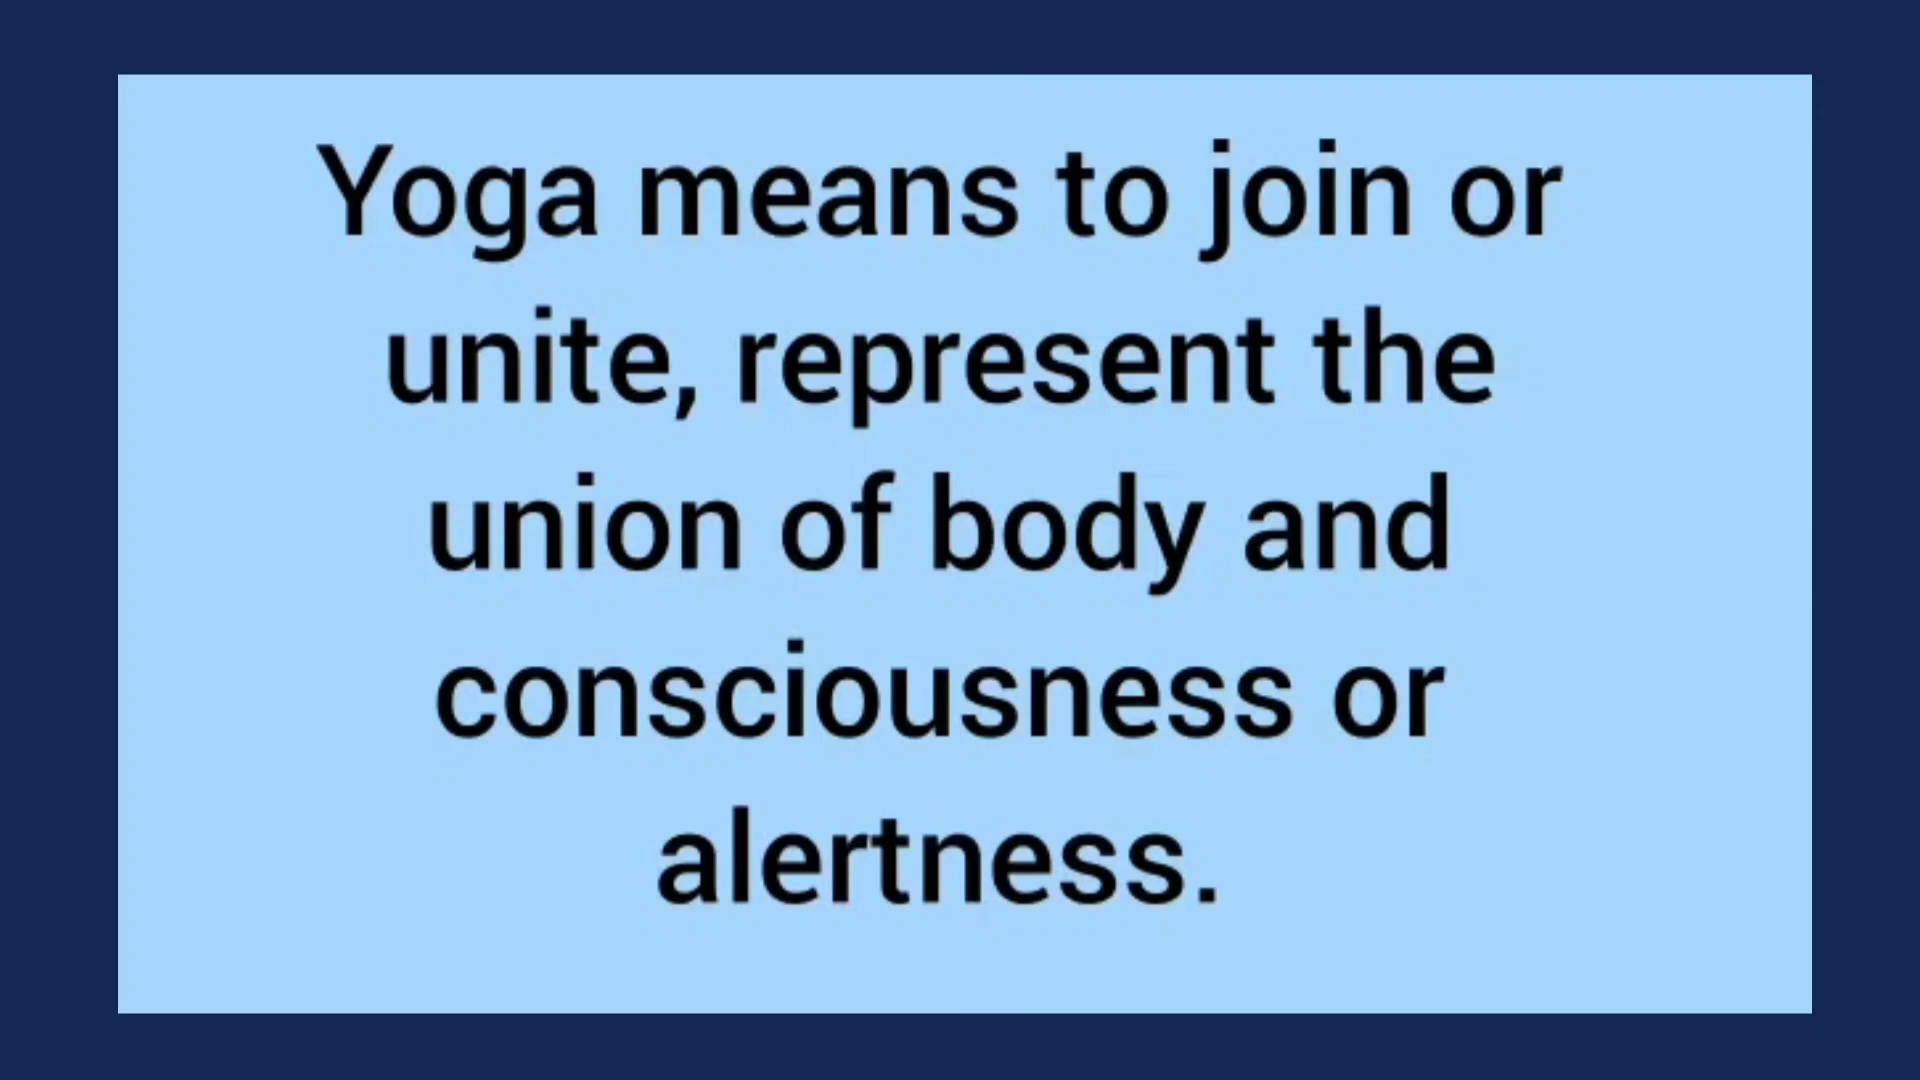 Yoga means to join or
unite, represent the
union of body and
consciousness or
alertness.